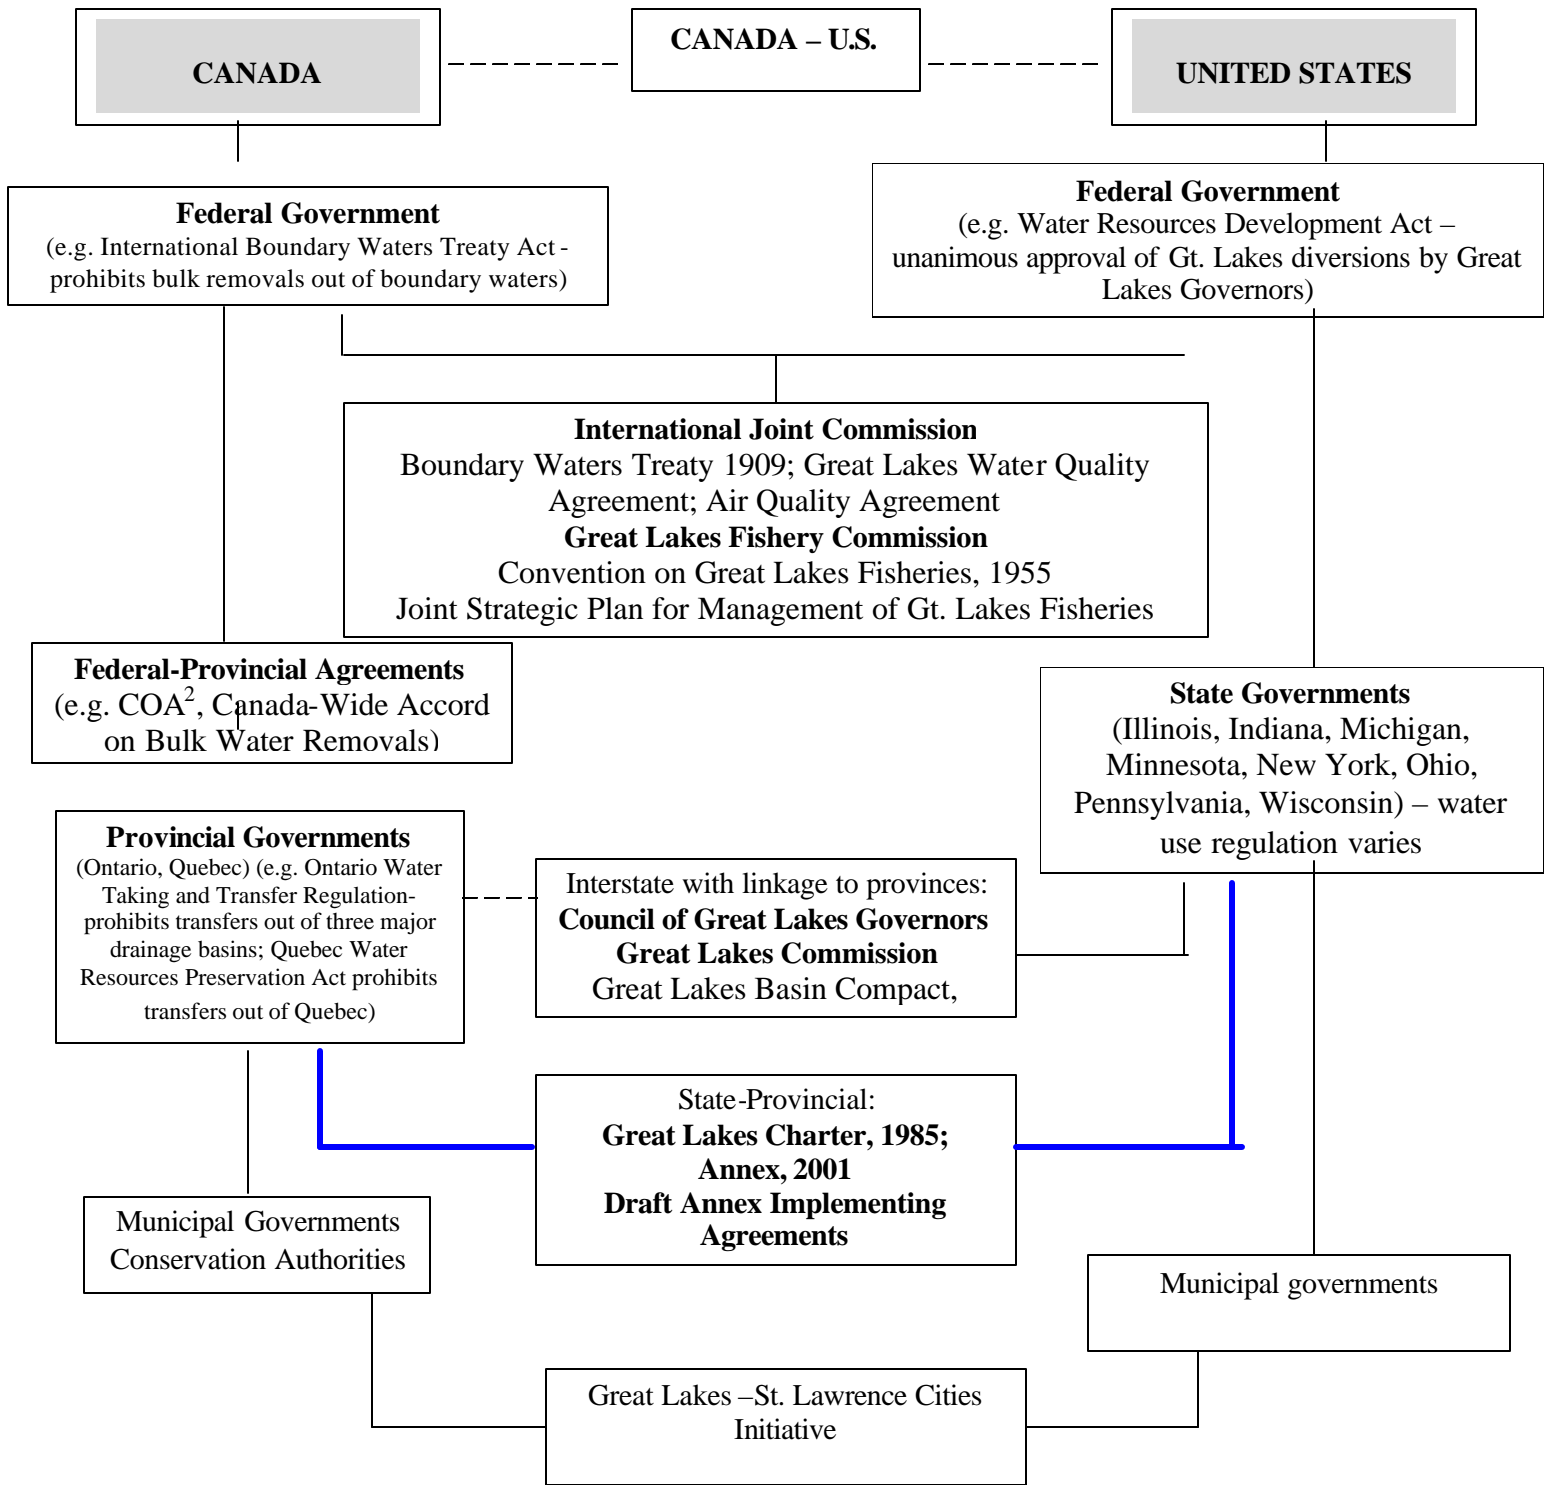 CANADA
CANADA – U.S.
UNITED STATES
Federal Government
(e.g. International Boundary Waters Treaty Act -
prohibits bulk removals out of boundary waters)
Federal Government
(e.g. Water Resources Development Act –
unanimous approval of Gt. Lakes diversions by Great
Lakes Governors)
International Joint Commission
Boundary Waters Treaty 1909; Great Lakes Water Quality
Agreement; Air Quality Agreement
Great Lakes Fishery Commission
Convention on Great Lakes Fisheries, 1955
Joint Strategic Plan for Management of Gt. Lakes Fisheries
Federal-Provincial Agreements
(e.g. COA², Canada-Wide Accord
on Bulk Water Removals)
State Governments
(Illinois, Indiana, Michigan,
Minnesota, New York, Ohio,
Pennsylvania, Wisconsin) – water
use regulation varies
Provincial Governments
(Ontario, Quebec) (e.g. Ontario Water
Taking and Transfer Regulation-
prohibits transfers out of three major
drainage basins; Quebec Water
Resources Preservation Act prohibits
transfers out of Quebec)
Interstate with linkage to provinces:
Council of Great Lakes Governors
Great Lakes Commission
Great Lakes Basin Compact,
State-Provincial:
Great Lakes Charter, 1985;
Annex, 2001
Draft Annex Implementing
Agreements
Municipal Governments
Conservation Authorities
Municipal governments
Great Lakes –St. Lawrence Cities
Initiative